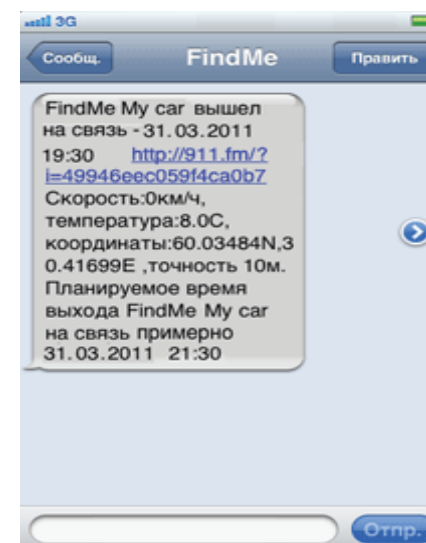 3G
Сообщ.
FindMe
Править
FindMe My car вышел
на связь - 31.03.2011
19:30 http://911.fm/?
i=49946eec059f4ca0b7
Скорость:0км/ч,
температура:8.0С,
координаты:60.03484N,3
0.41699E ,точность 10м.
Планируемое время
выхода FindMe My car
на связь примерно
31.03.2011 21:30
Отпр.